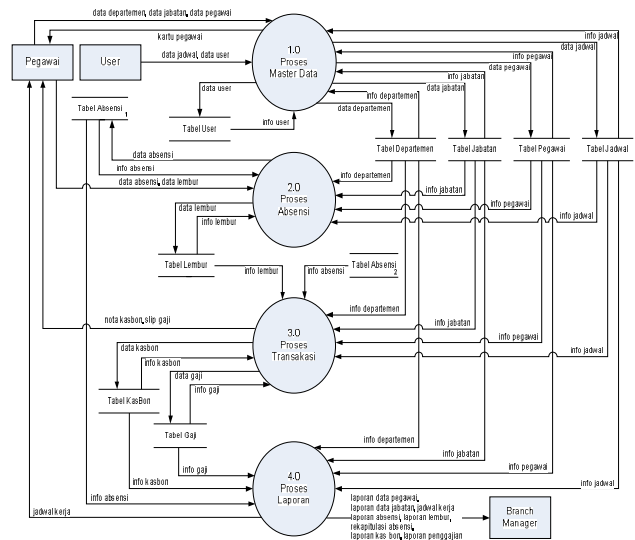 data departemen, data jabatan, data pegawai
kartu pegawai
Pegawai
User
data jadwal, data user
1.0
Proses
Master Data
info jadwal
data jadwal
info pegawai
data pegawai
info jabatan
data jabatan
info departemen
data departemen
data user
Tabel User
info user
Tabel Absensi
1
Tabel Departemen
Tabel Jabatan
Tabel Pegawai
Tabel Jadwal
data absensi
info absensi
data absensi, data lembur
2.0
Proses
Absensi
info departemen
info jabatan
info pegawai
info jadwal
data lembur
info lembur
Tabel Lembur
info lembur
info absensi
Tabel Absensi
2
nota kasbon, slip gaji
3.0
Proses
Transakasi
info departemen
info jabatan
info pegawai
info jadwal
data kasbon
info kasbon
data gaji
info gaji
Tabel KasBon
Tabel Gaji
info gaji
info kasbon
info absensi
jadwal kerja
4.0
Proses
Laporan
info departemen
info jabatan
info pegawai
info jadwal
laporan data pegawai,
laporan data jabatan, jadwal kerja
laporan absensi, laporan lembur,
rekapitulasi absensi,
laporan kas bon, laporan penggajian
Branch
Manager